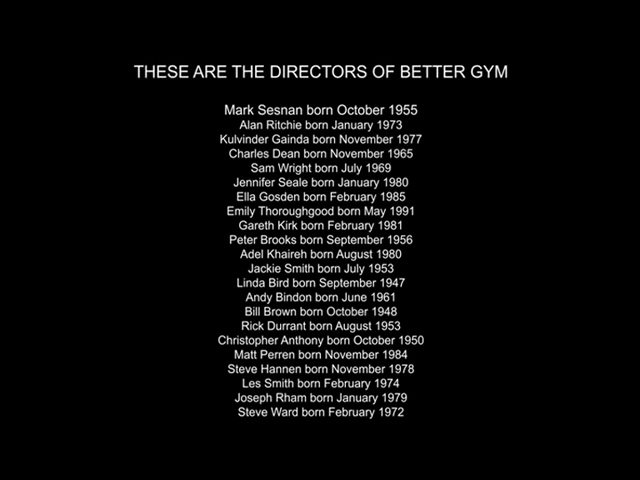 THESE ARE THE DIRECTORS OF BETTER GYM
Mark Sesnan born October 1955
Alan Ritchie born January 1973
Kulvinder Gainda born November 1977
Charles Dean born November 1965
Sam Wright born July 1969
Jennifer Seale born January 1980
Ella Gosden born February 1985
Emily Thoroughgood born May 1991
Gareth Kirk born February 1981
Peter Brooks born September 1956
Adel Khaireh born August 1980
Jackie Smith born July 1953
Linda Bird born September 1947
Andy Bindon born June 1961
Bill Brown born October 1948
Rick Durrant born August 1953
Christopher Anthony born October 1950
Matt Perren born November 1984
Steve Hannen born November 1978
Les Smith born February 1974
Joseph Rham born January 1979
Steve Ward born February 1972